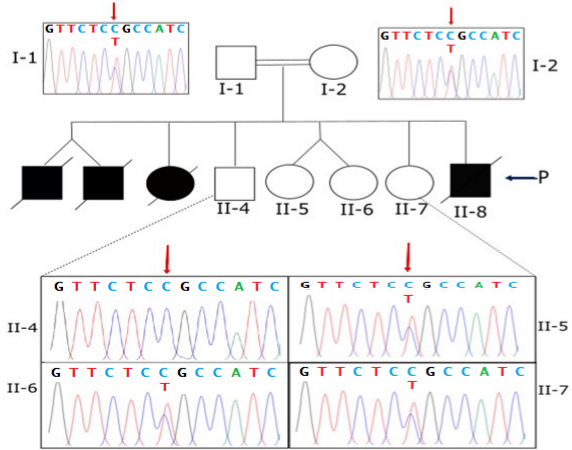 GTTCTCCGCCATC
T
I-1
GTTCTCCGCCATC
T
I-2
I-1
I-2
II-4
II-5
II-6
II-7
II-8
P
II-4
GTTCTCCGCCATC
GTTCTCCGCCATC
T
II-5
II-6
GTTCTCCGCCATC
T
GTTCTCCGCCATC
T
II-7